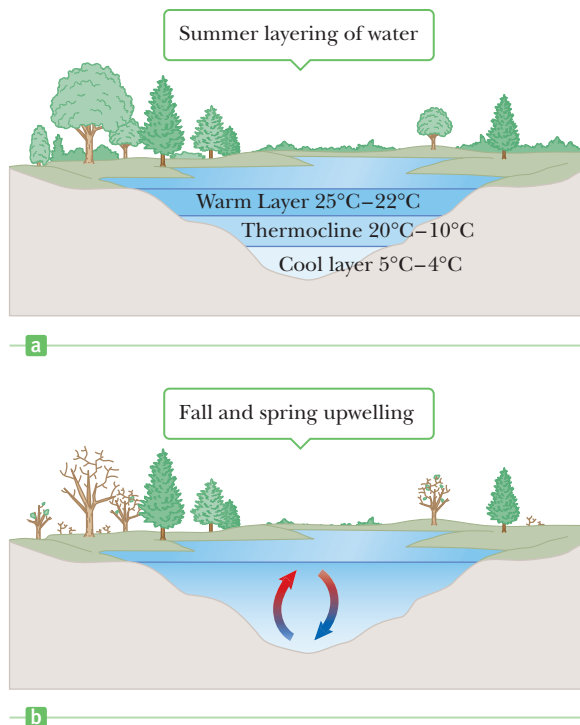 Summer layering of water
Warm Layer 25°C–22°C
Thermocline 20°C–10°C
Cool layer 5°C–4°C
a
Fall and spring upwelling
b